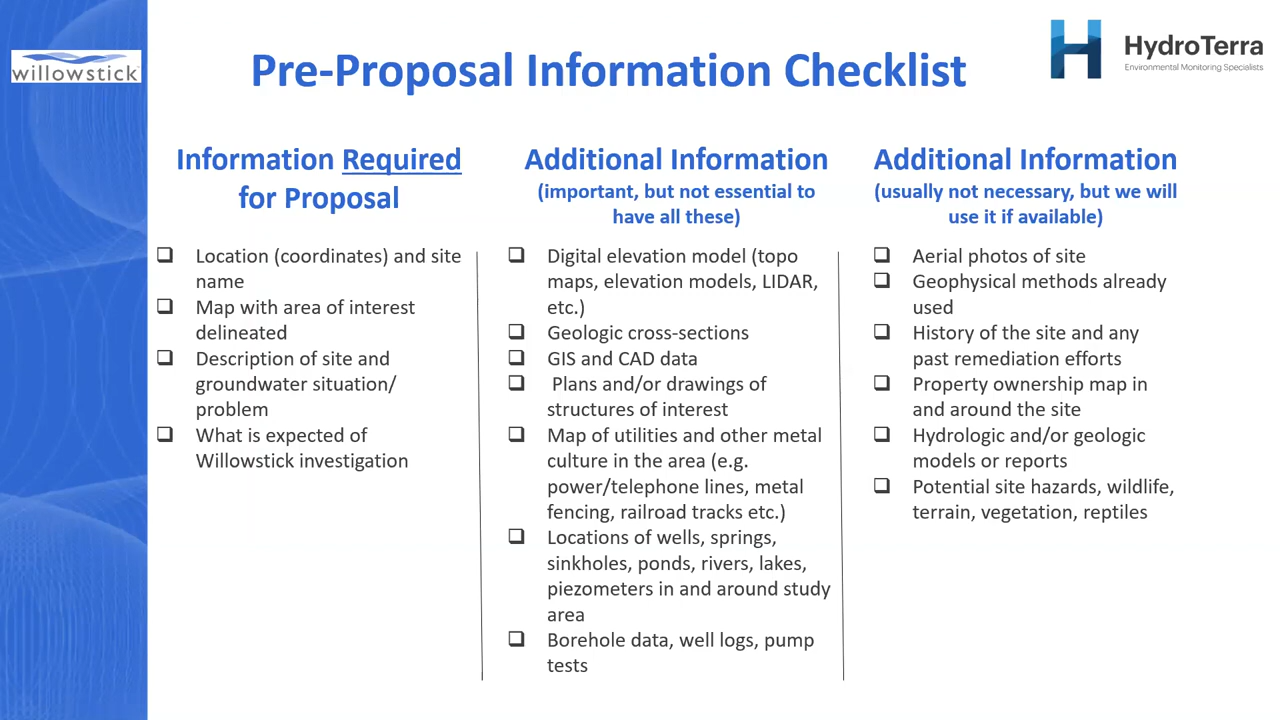 willowstick
Pre-Proposal Information Checklist
HydroTerra
Environmental Monitoring Specialists
Information Required
for Proposal
❑ Location (coordinates) and site
name
❑ Map with area of interest
delineated
❑ Description of site and
groundwater situation/
problem
❑ What is expected of
Willowstick investigation
Additional Information
(important, but not essential to
have all these)
❑ Digital elevation model (topo
maps, elevation models, LIDAR,
etc.)
❑ Geologic cross-sections
❑ GIS and CAD data
❑ Plans and/or drawings of
structures of interest
❑ Map of utilities and other metal
culture in the area (e.g.
power/telephone lines, metal
fencing, railroad tracks etc.)
❑ Locations of wells, springs,
sinkholes, ponds, rivers, lakes,
piezometers in and around study
area
❑ Borehole data, well logs, pump
tests
Additional Information
(usually not necessary, but we will
use it if available)
❑ Aerial photos of site
❑ Geophysical methods already
used
❑ History of the site and any
past remediation efforts
❑ Property ownership map in
and around the site
❑ Hydrologic and/or geologic
models or reports
❑ Potential site hazards, wildlife,
terrain, vegetation, reptiles